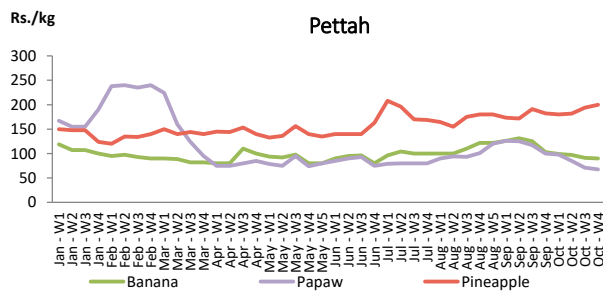 Rs./kg
Pettah
300
250
200
150
100
50
0
Jan - W1
Jan - W2
Jan - W3
Jan - W4
Feb - W1
Feb - W2
Feb - W3
Feb - W4
Mar - W1
Mar - W2
Mar - W3
Mar - W4
Apr - W1
Apr - W2
Apr - W3
Apr - W4
May - W1
May - W2
May - W3
May - W4
May - W5
Jun - W1
Jun - W2
Jun - W3
Jun - W4
Jul - W1
Jul - W2
Jul - W3
Jul - W4
Aug - W1
Aug - W2
Aug - W3
Aug - W4
Aug - W5
Sep - W1
Sep - W2
Sep - W3
Sep - W4
Oct - W1
Oct - W2
Oct - W3
Oct - W4
Banana Papaw Pineapple